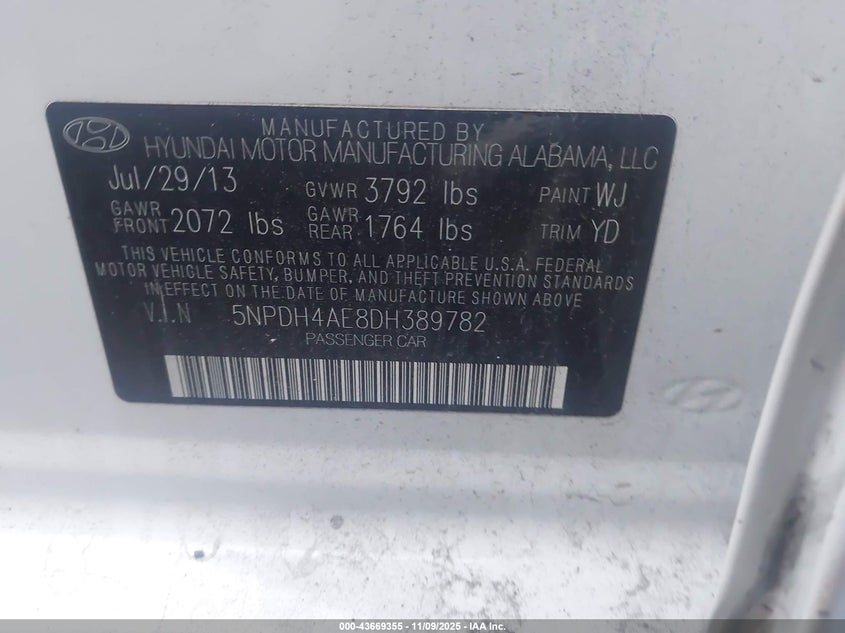 MANUFACTURED BY
HYUNDAI MOTOR MANUFACTURING ALABAMA, LLC
Jul/29/13 GVWR 3792 lbs PAINT WJ
GAWR FRONT 2072 lbs GAWR REAR 1764 lbs TRIM YD
THIS VEHICLE CONFORMS TO ALL APPLICABLE U.S.A. FEDERAL
MOTOR VEHICLE SAFETY, BUMPER, AND THEFT PREVENTION STANDARDS
IN EFFECT ON THE DATE OF MANUFACTURE SHOWN ABOVE
V.I.N 5NPDH4AE8DH389782
PASSENGER CAR
000-43669355 - 11/09/2025 - IAA Inc.